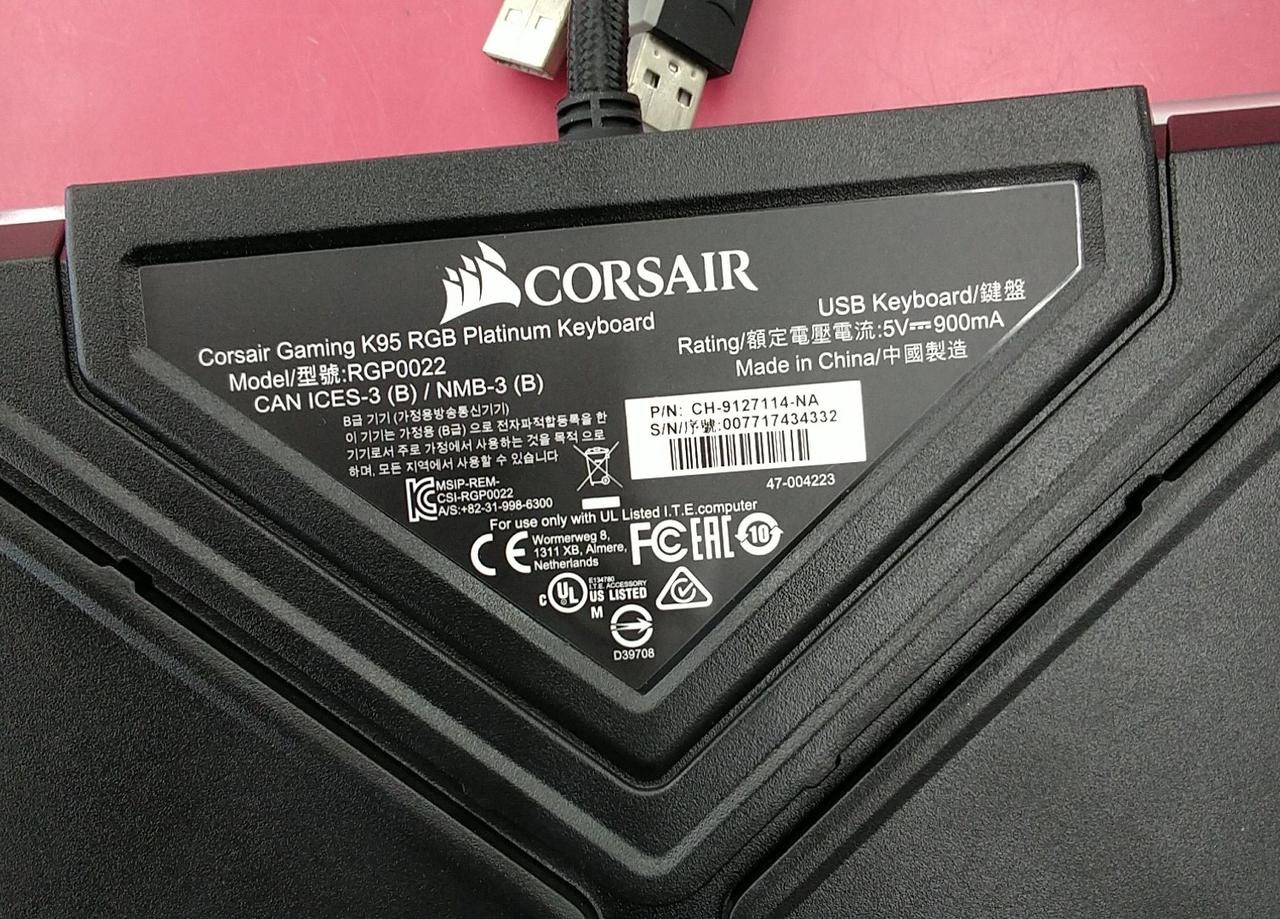 CORSAIR
Corsair Gaming K95 RGB Platinum Keyboard
Model/型號:RGP0022
CAN ICES-3 (B) / NMB-3 (B)
USB Keyboard/鍵盤
Rating/額定電壓電流:5V⎓900mA
Made in China/中國製造
B급 기기 (가정용방송통신기기)
이 기기는 가정용 (B급) 으로 전자파적합등록을 한
기기로서 주로 가정에서 사용하는 것을 목적 으로
하며, 모든 지역에서 사용할 수 있습니다
P/N: CH-9127114-NA
S/N/序號:007717434332
47-004223
MSIP-REM-
CSI-RGP0022
A/S:+82-31-998-6300
For use only with UL Listed I.T.E.computer
CE
Wormerweg 8,
1311 XB, Almere,
Netherlands
FC EAC 10
c UL US LISTED
E134760
I.T.E. ACCESSORY
M
D39708